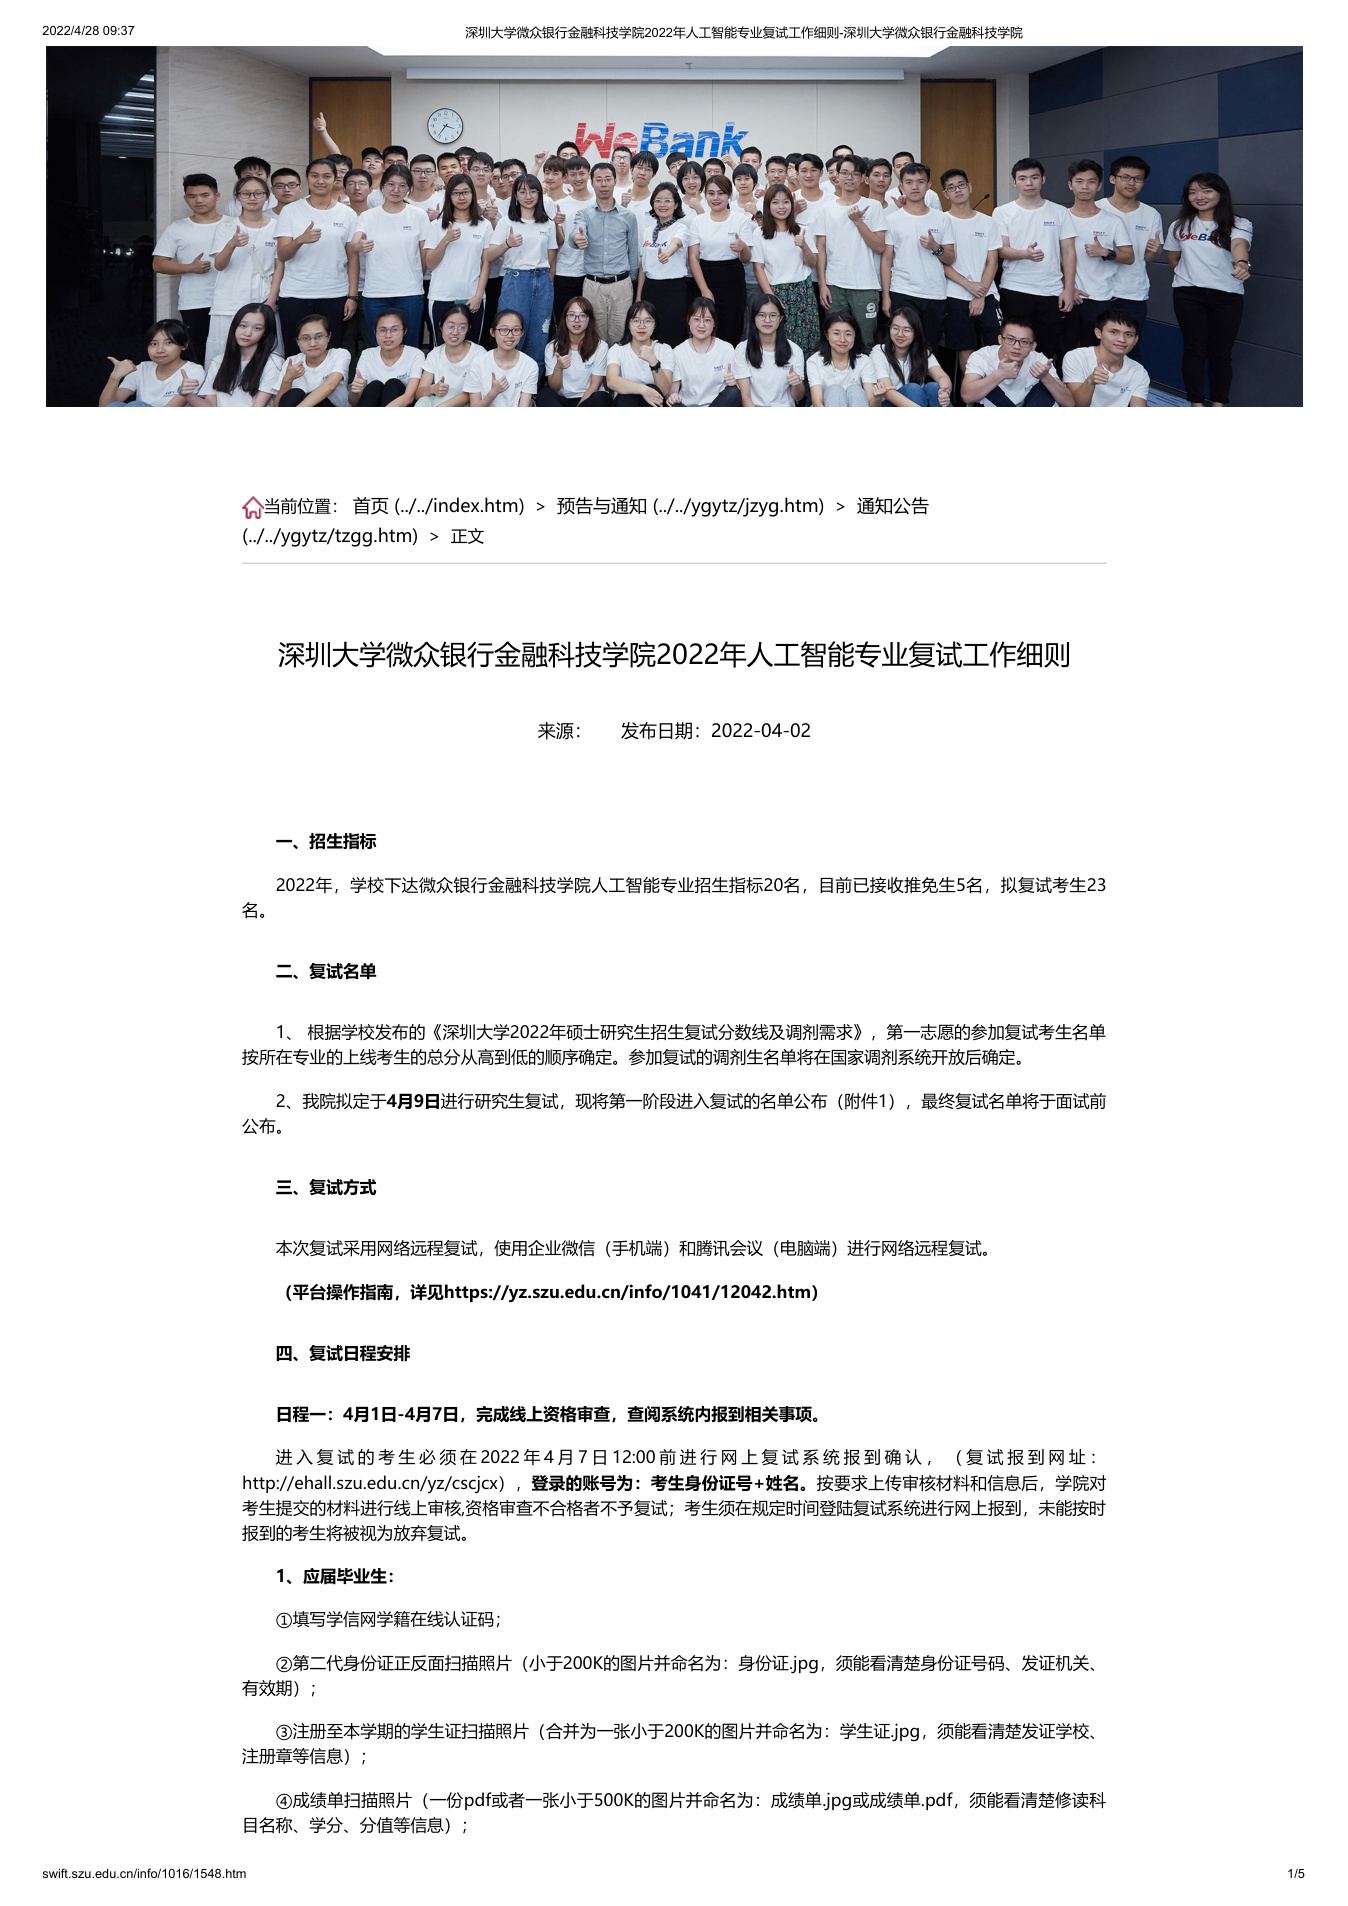 2022/4/28 09:37
深圳大学微众银行金融科技学院2022年人工智能专业复试工作细则-深圳大学微众银行金融科技学院
WeBank
当前位置： 首页 (../../index.htm) > 预告与通知 (../../ygytz/jzyg.htm) > 通知公告
(../../ygytz/tzgg.htm) > 正文
深圳大学微众银行金融科技学院2022年人工智能专业复试工作细则
来源： 发布日期：2022-04-02
一、招生指标
2022年，学校下达微众银行金融科技学院人工智能专业招生指标20名，目前已接收推免生5名，拟复试考生23
名。
二、复试名单
1、 根据学校发布的《深圳大学2022年硕士研究生招生复试分数线及调剂需求》，第一志愿的参加复试考生名单
按所在专业的上线考生的总分从高到低的顺序确定。参加复试的调剂生名单将在国家调剂系统开放后确定。
2、我院拟定于4月9日进行研究生复试，现将第一阶段进入复试的名单公布（附件1），最终复试名单将于面试前
公布。
三、复试方式
本次复试采用网络远程复试，使用企业微信（手机端）和腾讯会议（电脑端）进行网络远程复试。
（平台操作指南，详见https://yz.szu.edu.cn/info/1041/12042.htm）
四、复试日程安排
日程一：4月1日-4月7日，完成线上资格审查，查阅系统内报到相关事项。
进入复试的考生必须在2022年4月7日12:00前进行网上复试系统报到确认，（复试报到网址：
http://ehall.szu.edu.cn/yz/cscjcx），登录的账号为：考生身份证号+姓名。按要求上传审核材料和信息后，学院对
考生提交的材料进行线上审核,资格审查不合格者不予复试；考生须在规定时间登陆复试系统进行网上报到，未能按时
报到的考生将被视为放弃复试。
1、应届毕业生：
①填写学信网学籍在线认证码；
②第二代身份证正反面扫描照片（小于200K的图片并命名为：身份证.jpg，须能看清楚身份证号码、发证机关、
有效期）；
③注册至本学期的学生证扫描照片（合并为一张小于200K的图片并命名为：学生证.jpg，须能看清楚发证学校、
注册章等信息）；
④成绩单扫描照片（一份pdf或者一张小于500K的图片并命名为：成绩单.jpg或成绩单.pdf，须能看清楚修读科
目名称、学分、分值等信息）；
swift.szu.edu.cn/info/1016/1548.htm
1/5